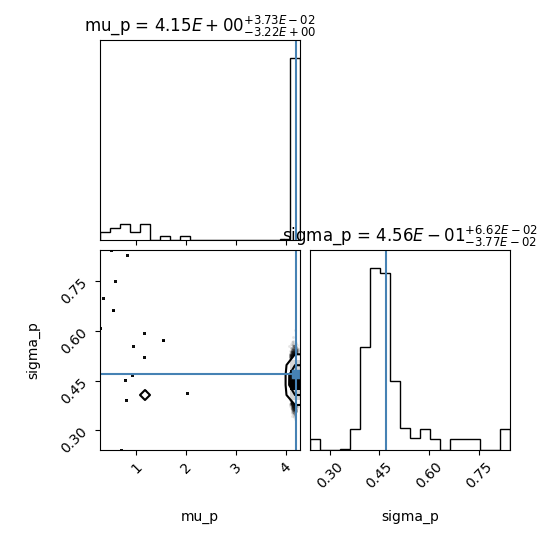 mu_p = 4.15E + 00 +3.73E − 02 −3.22E + 00
sigma_p = 4.56E − 01 +6.62E − 02 −3.77E − 02
0.75
0.60
0.45
0.30
sigma_p
1
2
3
4
mu_p
0.30
0.45
0.60
0.75
sigma_p